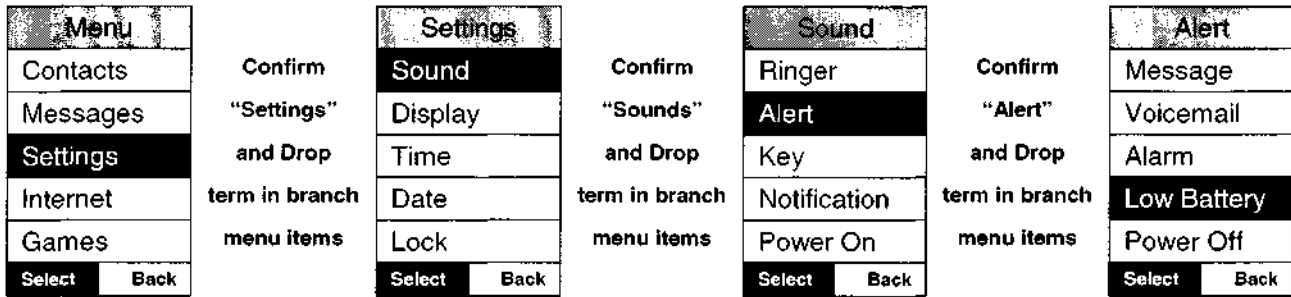 Menu
Contacts
Messages
Settings
Internet
Games
Select Back
Confirm
“Settings”
and Drop
term in branch
menu items
Settings
Sound
Display
Time
Date
Lock
Select Back
Confirm
“Sounds”
and Drop
term in branch
menu items
Sound
Ringer
Alert
Key
Notification
Power On
Select Back
Confirm
“Alert”
and Drop
term in branch
menu items
Alert
Message
Voicemail
Alarm
Low Battery
Power Off
Select Back